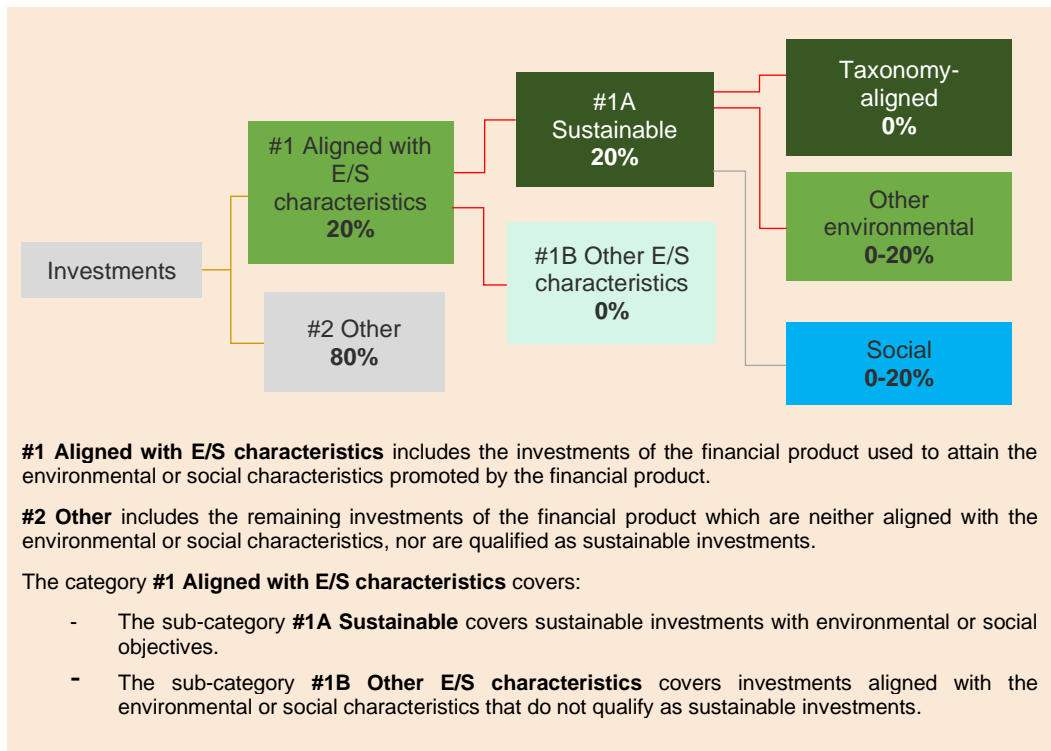 Investments
#1 Aligned with
E/S
characteristics
20%
#2 Other
80%
#1A
Sustainable
20%
#1B Other E/S
characteristics
0%
Taxonomy-
aligned
0%
Other
environmental
0-20%
Social
0-20%
#1 Aligned with E/S characteristics includes the investments of the financial product used to attain the
environmental or social characteristics promoted by the financial product.
#2 Other includes the remaining investments of the financial product which are neither aligned with the
environmental or social characteristics, nor are qualified as sustainable investments.
The category #1 Aligned with E/S characteristics covers:
- The sub-category #1A Sustainable covers sustainable investments with environmental or social
objectives.
- The sub-category #1B Other E/S characteristics covers investments aligned with the
environmental or social characteristics that do not qualify as sustainable investments.